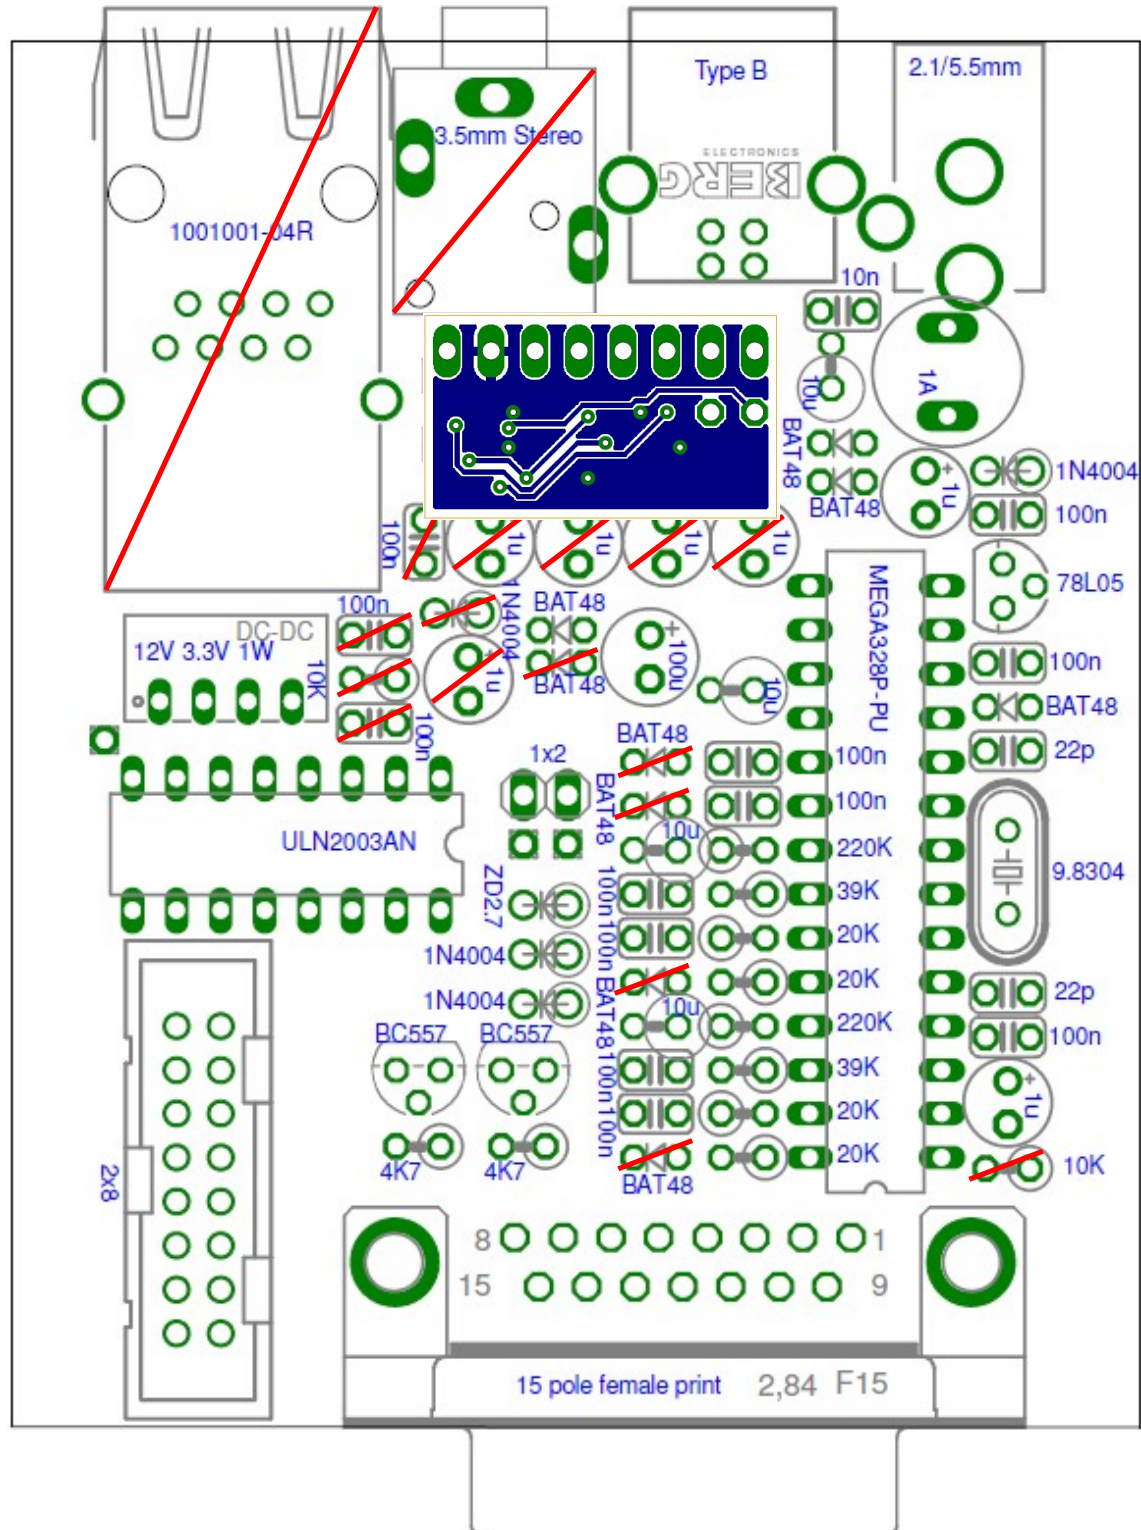 Type B
2.1/5.5mm
3.5mm Stereo
ELECTRONICS
BERG
1001001-04R
10n
1A
10u
BAT48
1N4004
1u
BAT48
100n
100n
1u
1u
1u
1u
MEGA328P-PU
78L05
100n
1N4004
BAT48
DC-DC
12V 3.3V 1W
10K
1u
100u
100n
BAT48
10u
BAT48
100n
BAT48
1x2
100n
22p
BAT48
100n
10u
ULN2003AN
220K
9.8304
ZD2.7
100n
39K
100n
20K
1N4004
BAT48
20K
22p
1N4004
10u
220K
BC557
BC557
100n
100n
39K
1u
100n
20K
2x8
4K7
4K7
BAT48
20K
10K
8
1
15
9
15 pole female print
2,84
F15